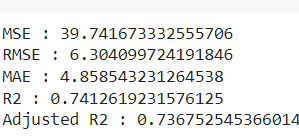 MSE : 39.741673332555706
RMSE : 6.304099724191846
MAE : 4.858543231264538
R2 : 0.7412619231576125
Adjusted R2 : 0.736752545366014